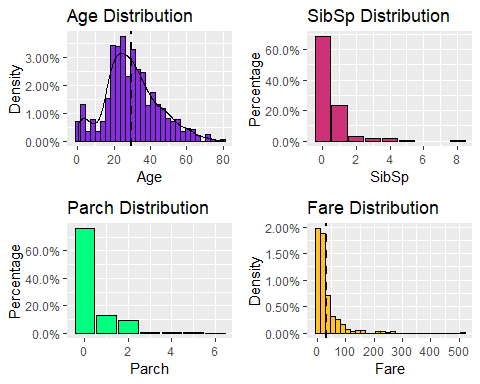 Age Distribution
Density
3.00%
2.00%
1.00%
0.00%
0 20 40 60 80
Age
SibSp Distribution
Percentage
60.0%
40.0%
20.0%
0.0%
0 2 4 6 8
SibSp
Parch Distribution
Percentage
60.0%
40.0%
20.0%
0.0%
0 2 4 6
Parch
Fare Distribution
Density
2.00%
1.50%
1.00%
0.50%
0.00%
0 100 200 300 400 500
Fare